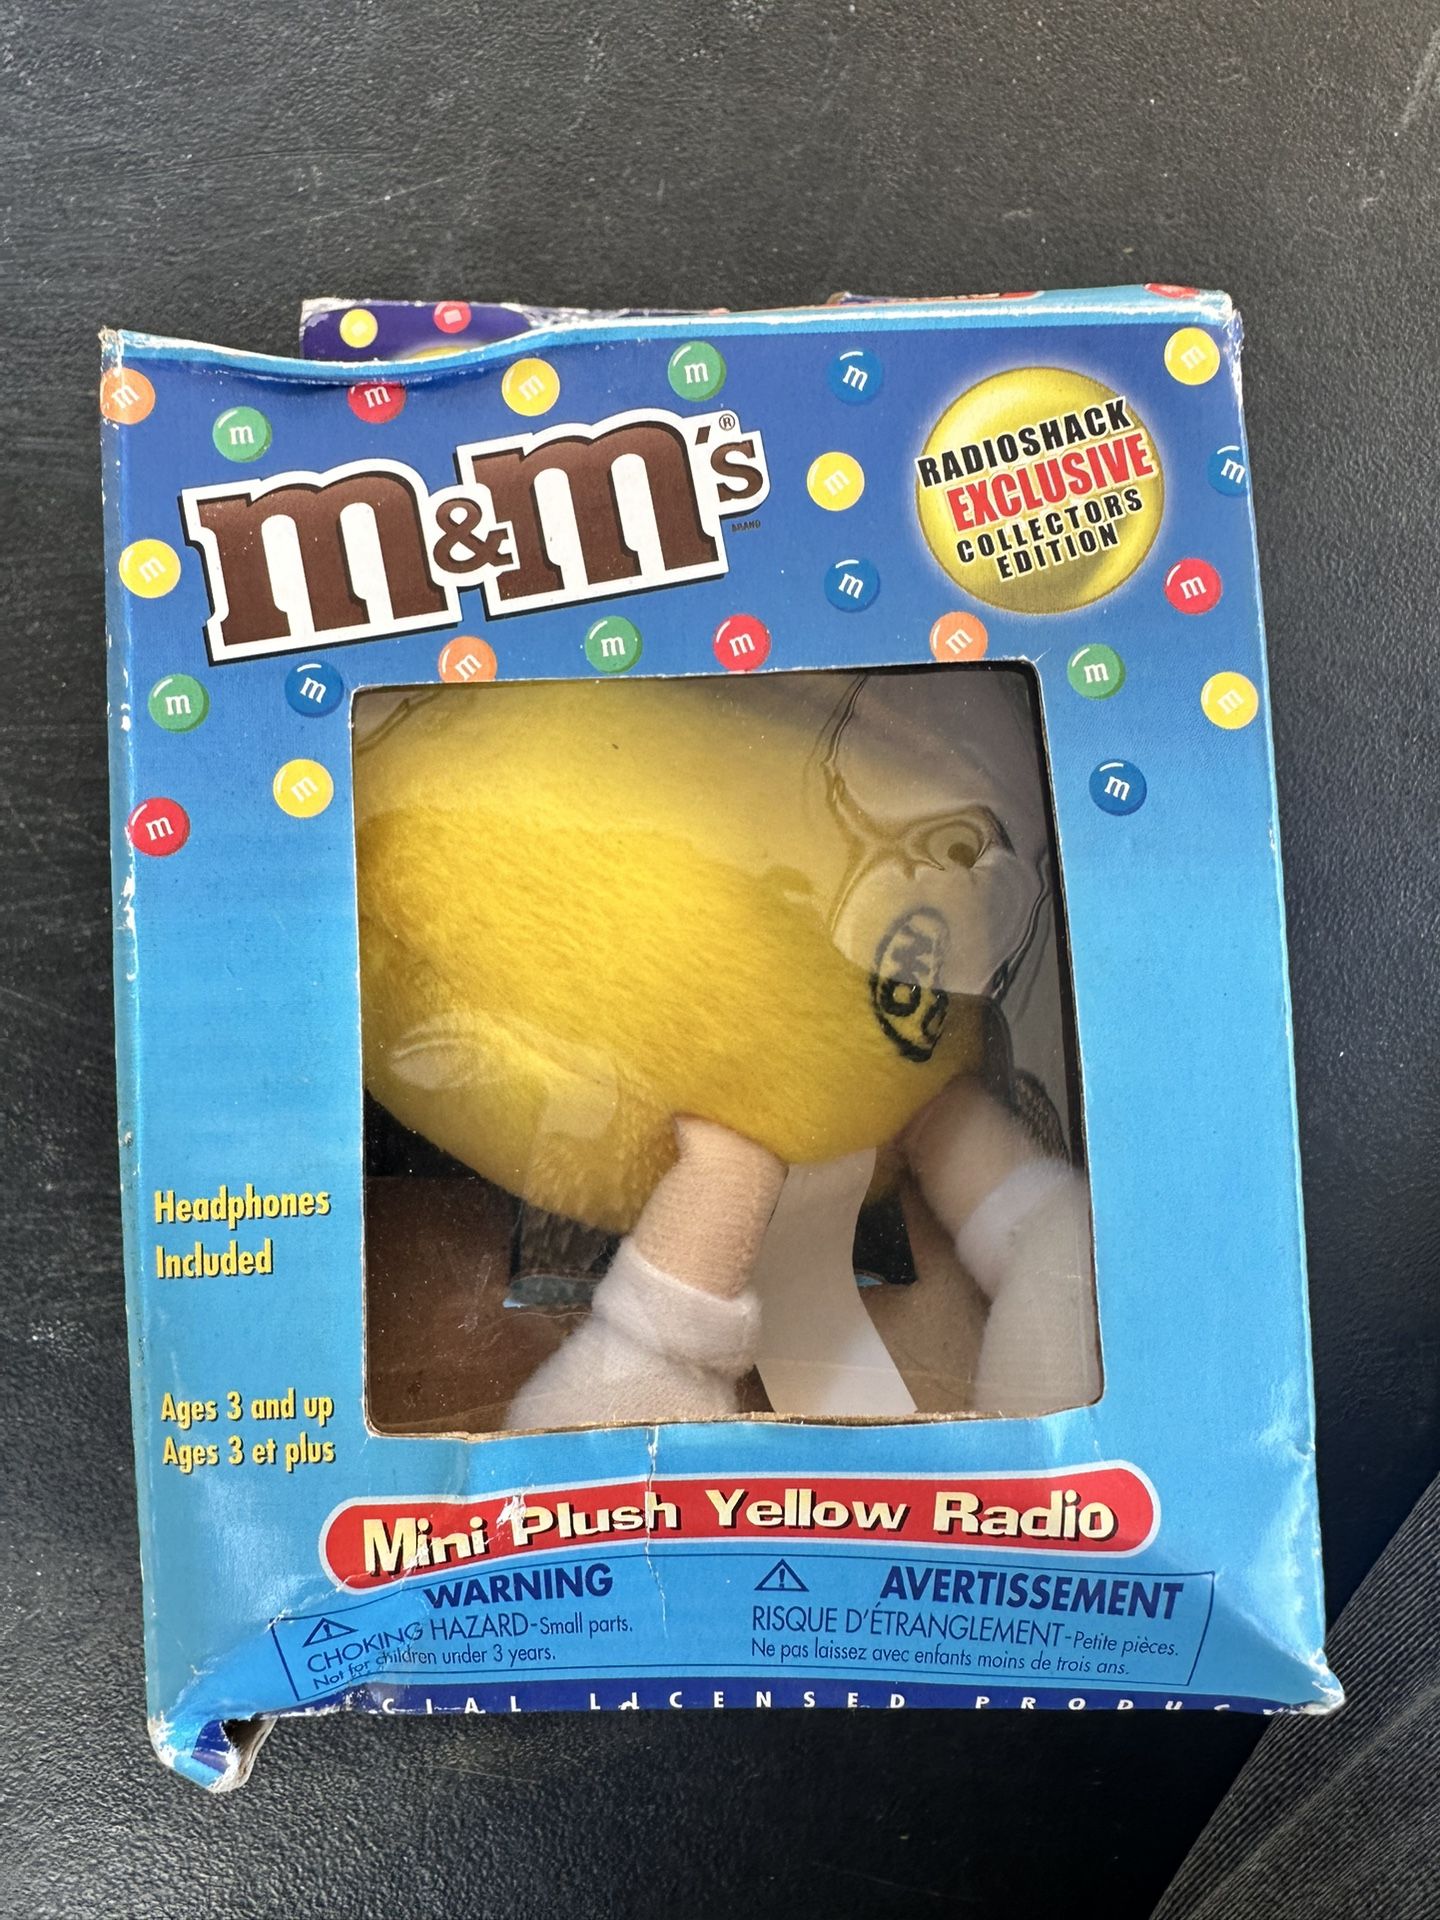 m&m's®
BRAND
RADIOSHACK
EXCLUSIVE
COLLECTORS
EDITION
Headphones
Included
Ages 3 and up
Ages 3 et plus
Mini Plush Yellow Radio
WARNING
CHOKING HAZARD-Small parts.
Not for children under 3 years.
AVERTISSEMENT
RISQUE D'ÉTRANGLEMENT-Petite pièces.
Ne pas laissez avec enfants moins de trois ans.
LICENSED